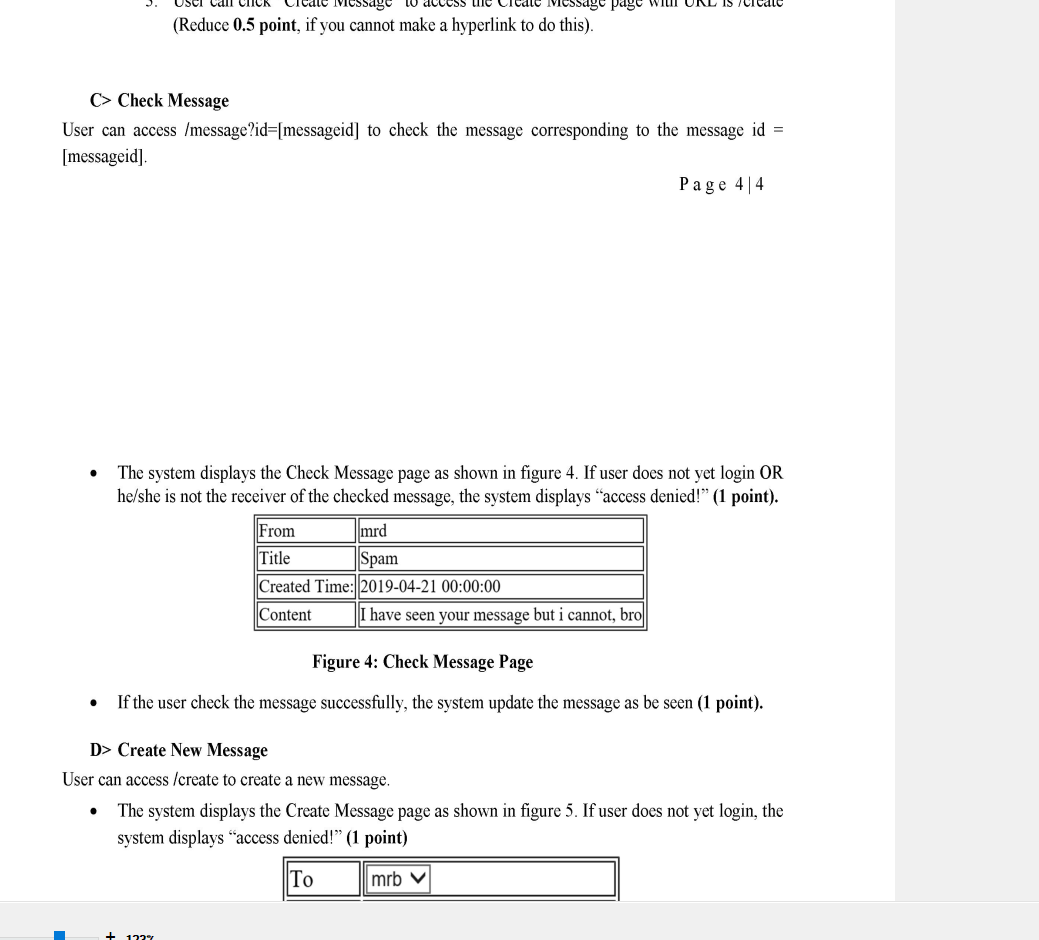 3. User can click “Create Message” to access the Create Message page with URL is /create
(Reduce 0.5 point, if you cannot make a hyperlink to do this).
C> Check Message
User can access /message?id=[messageid] to check the message corresponding to the message id =
[messageid].
Page 4|4
• The system displays the Check Message page as shown in figure 4. If user does not yet login OR
he/she is not the receiver of the checked message, the system displays “access denied!” (1 point).
From mrd
Title Spam
Created Time: 2019-04-21 00:00:00
Content I have seen your message but i cannot, bro
Figure 4: Check Message Page
• If the user check the message successfully, the system update the message as be seen (1 point).
D> Create New Message
User can access /create to create a new message.
• The system displays the Create Message page as shown in figure 5. If user does not yet login, the
system displays “access denied!” (1 point)
To mrb
+ 123%